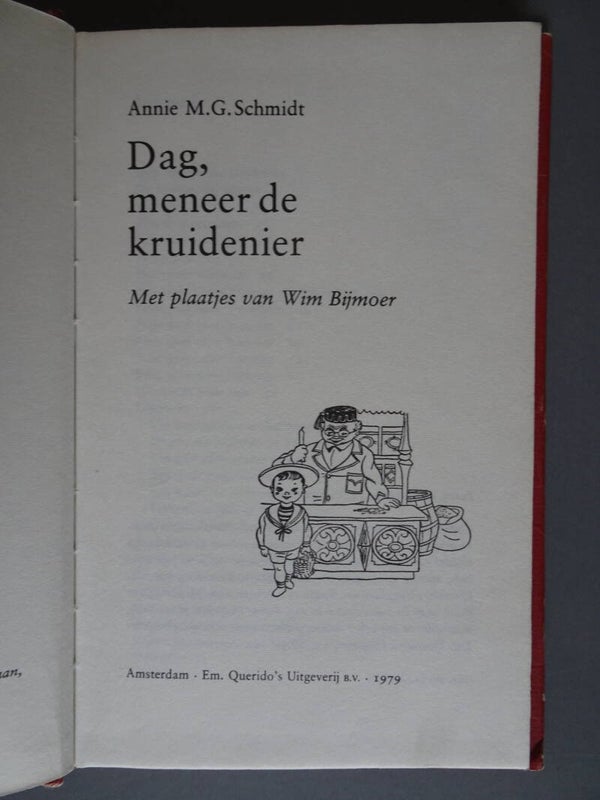 Annie M.G. Schmidt
Dag,
meneer de
kruidenier
Met plaatjes van Wim Bijmoer
Amsterdam · Em. Querido's Uitgeverij B.V. · 1979